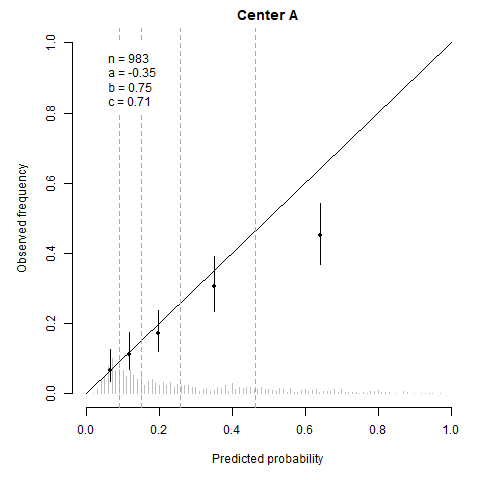 Center A
n = 983
a = -0.35
b = 0.75
c = 0.71
Observed frequency
1.0
0.8
0.6
0.4
0.2
0.0
0.0 0.2 0.4 0.6 0.8 1.0
Predicted probability